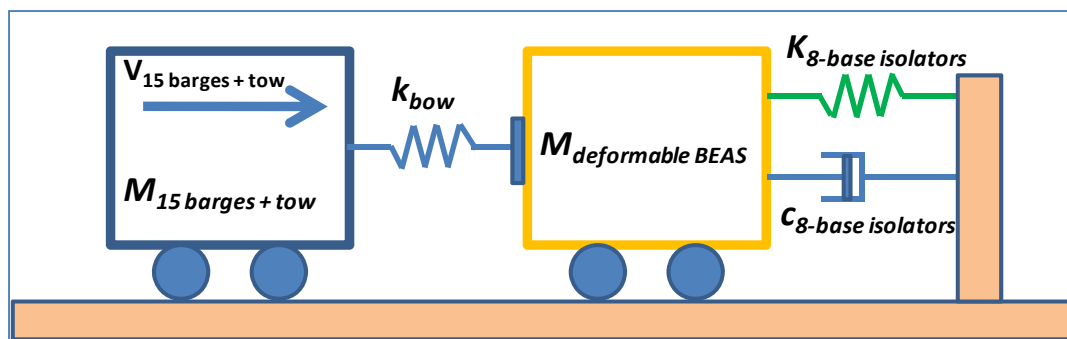 V15 barges + tow
kbow
K8-base isolators
Mdeformable BEAS
M15 barges + tow
c8-base isolators